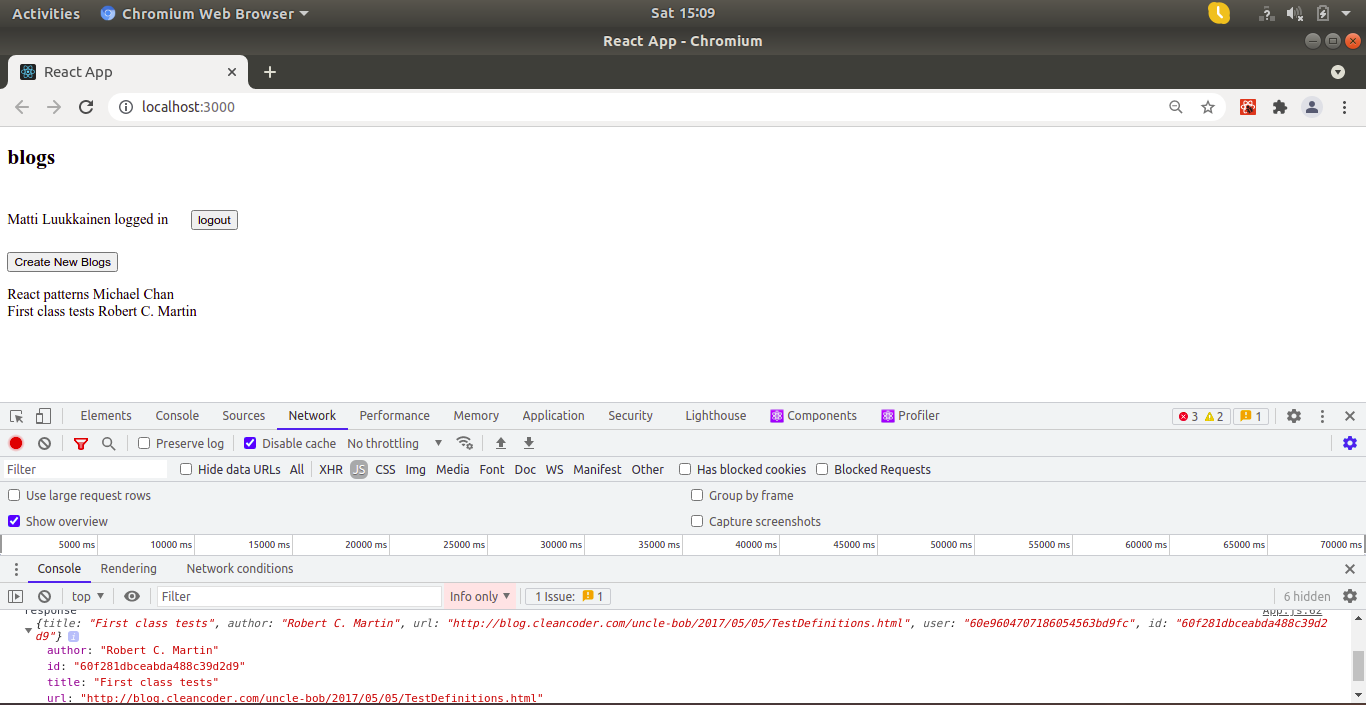 Activities Chromium Web Browser Sat 15:09
React App - Chromium
React App
localhost:3000
blogs
Matti Luukkainen logged in logout
Create New Blogs
React patterns Michael Chan
First class tests Robert C. Martin
Elements Console Sources Network Performance Memory Application Security Lighthouse Components Profiler 3 2 1
Preserve log Disable cache No throttling
Filter Hide data URLs All XHR JS CSS Img Media Font Doc WS Manifest Other Has blocked cookies Blocked Requests
Use large request rows Group by frame
Show overview Capture screenshots
5000 ms 10000 ms 15000 ms 20000 ms 25000 ms 30000 ms 35000 ms 40000 ms 45000 ms 50000 ms 55000 ms 60000 ms 65000 ms 70000 ms
Console Rendering Network conditions
top Filter Info only 1 Issue: 1 6 hidden
response App.js:62
{title: "First class tests", author: "Robert C. Martin", url: "http://blog.cleancoder.com/uncle-bob/2017/05/05/TestDefinitions.html", user: "60e9604707186054563bd9fc", id: "60f281dbceabda488c39d2
d9"} i
author: "Robert C. Martin"
id: "60f281dbceabda488c39d2d9"
title: "First class tests"
url: "http://blog.cleancoder.com/uncle-bob/2017/05/05/TestDefinitions.html"